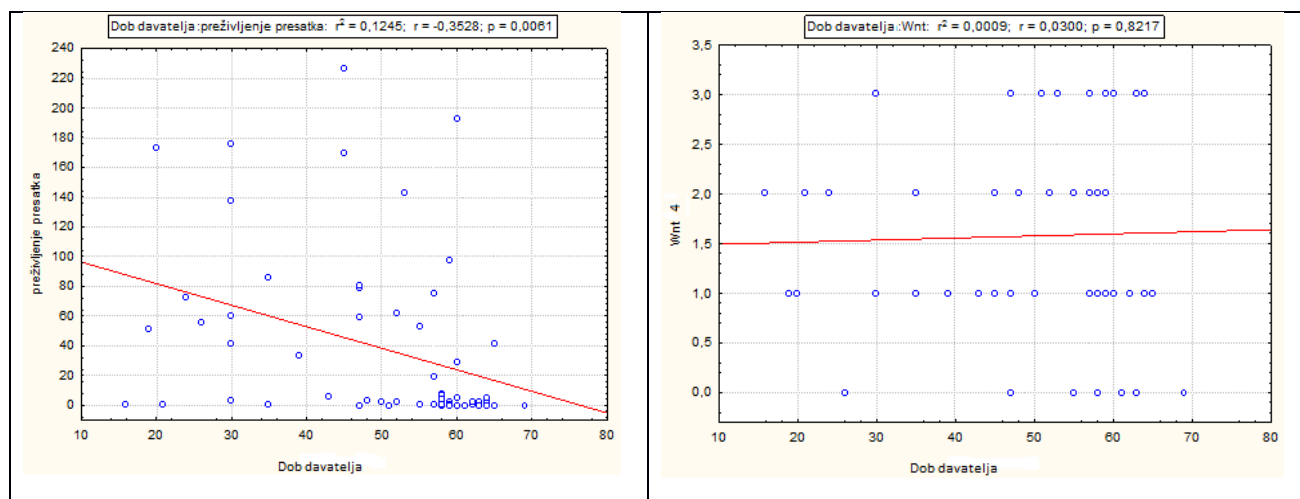 Dob davatelja:preživljenje presatka: r² = 0,1245; r = -0,3528; p = 0,0061
240
220
200
180
160
140
120
100
80
60
40
20
0
preživljenje presatka
10 20 30 40 50 60 70 80
Dob davatelja
Dob davatelja:Wnt: r² = 0,0009; r = 0,0300; p = 0,8217
3,5
3,0
2,5
2,0
1,5
1,0
0,5
0,0
Wnt 4
10 20 30 40 50 60 70 80
Dob davatelja